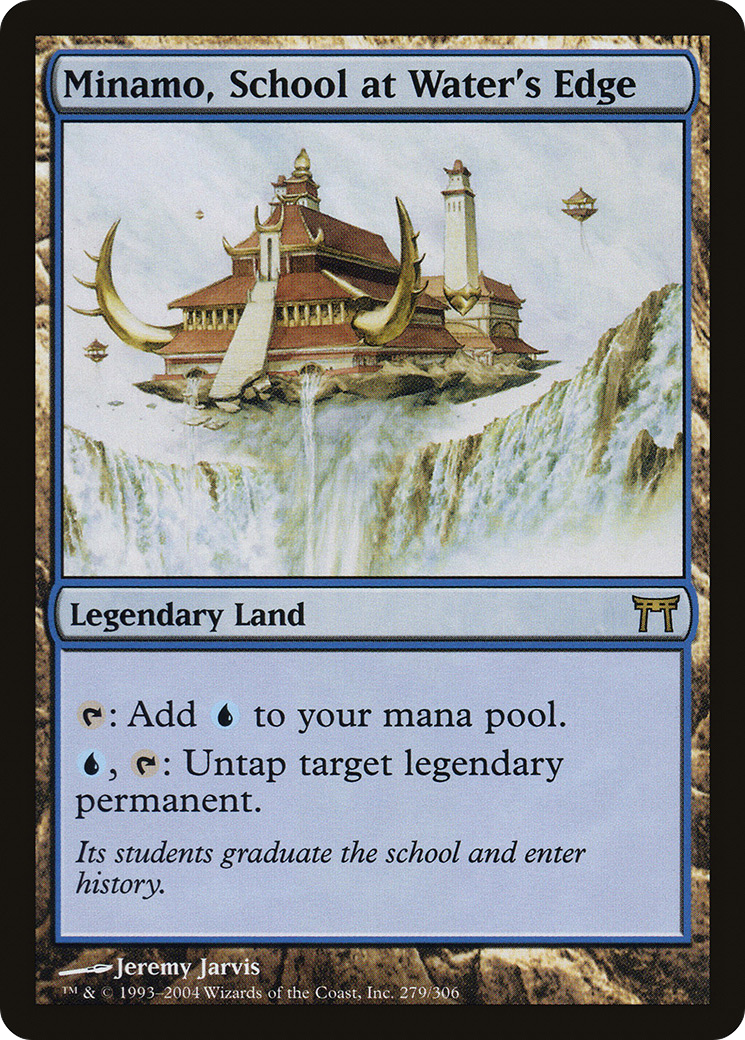 Minamo, School at Water's Edge
Legendary Land
: Add to your mana pool.
, : Untap target legendary
permanent.
Its students graduate the school and enter
history.
Jeremy Jarvis
™ & © 1993–2004 Wizards of the Coast, Inc. 279/306